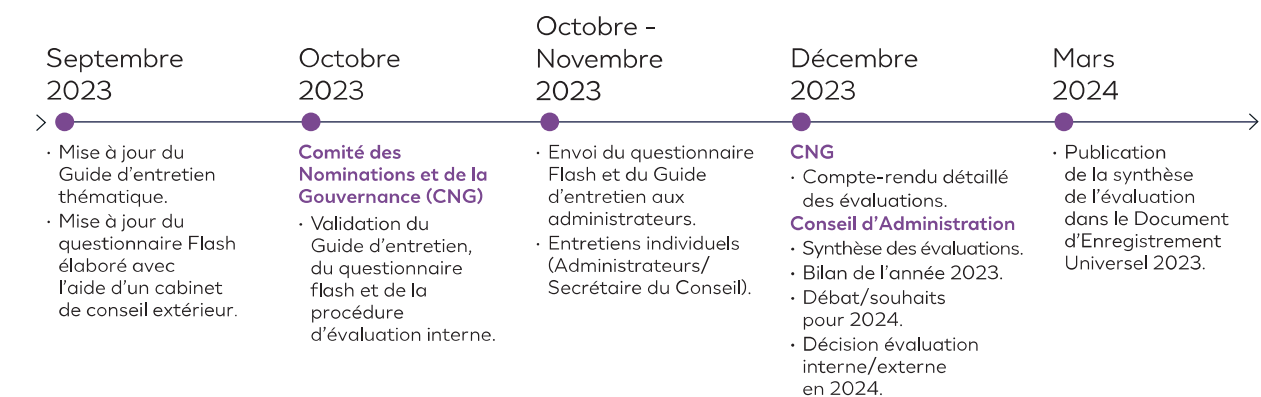 Septembre
2023
· Mise à jour du
Guide d'entretien
thématique.
· Mise à jour du
questionnaire Flash
élaboré avec
l'aide d'un cabinet
de conseil extérieur.
Octobre
2023
Comité des
Nominations et de la
Gouvernance (CNG)
· Validation du
Guide d'entretien,
du questionnaire
flash et de la
procédure
d'évaluation interne.
Octobre -
Novembre
2023
· Envoi du questionnaire
Flash et du Guide
d'entretien aux
administrateurs.
· Entretiens individuels
(Administrateurs/
Secrétaire du Conseil).
Décembre
2023
CNG
· Compte-rendu détaillé
des évaluations.
Conseil d'Administration
· Synthèse des évaluations.
· Bilan de l'année 2023.
· Débat/souhaits
pour 2024.
· Décision évaluation
interne/externe
en 2024.
Mars
2024
· Publication
de la synthèse
de l'évaluation
dans le Document
d'Enregistrement
Universel 2023.